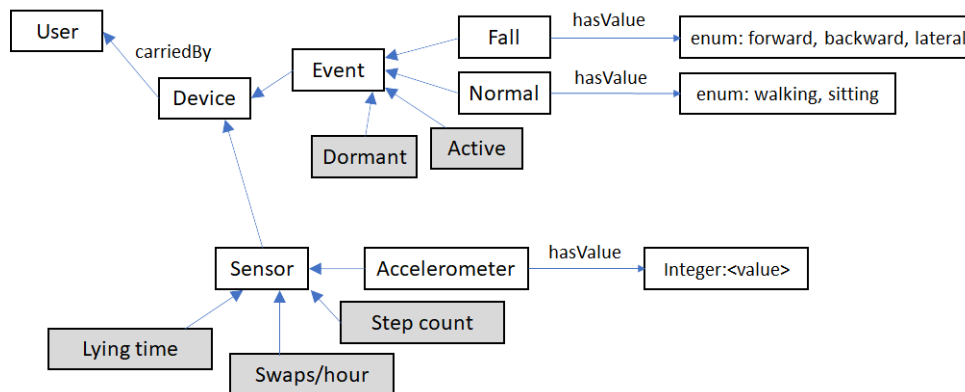 User
carriedBy
Device
Event
Fall
hasValue
enum: forward, backward, lateral
Normal
hasValue
enum: walking, sitting
Dormant
Active
Sensor
Accelerometer
hasValue
Integer:<value>
Lying time
Swaps/hour
Step count